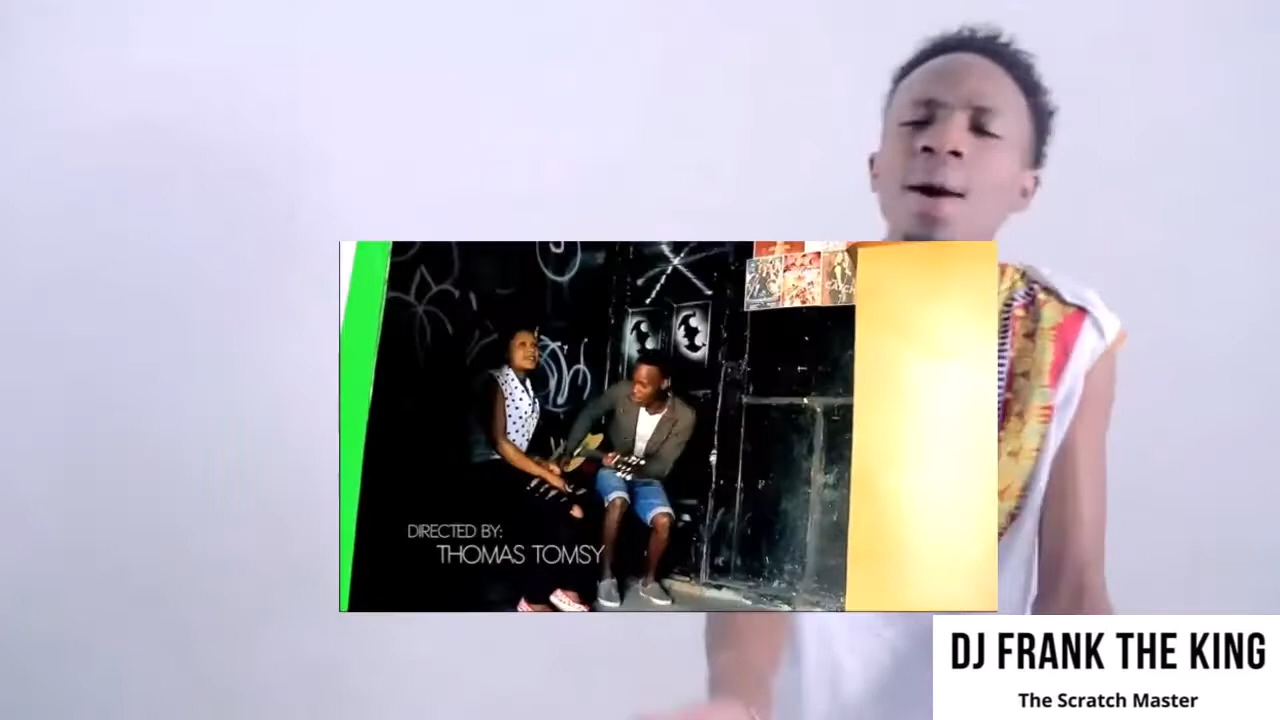 DIRECTED BY:
THOMAS TOMSY
DJ FRANK THE KING
The Scratch Master